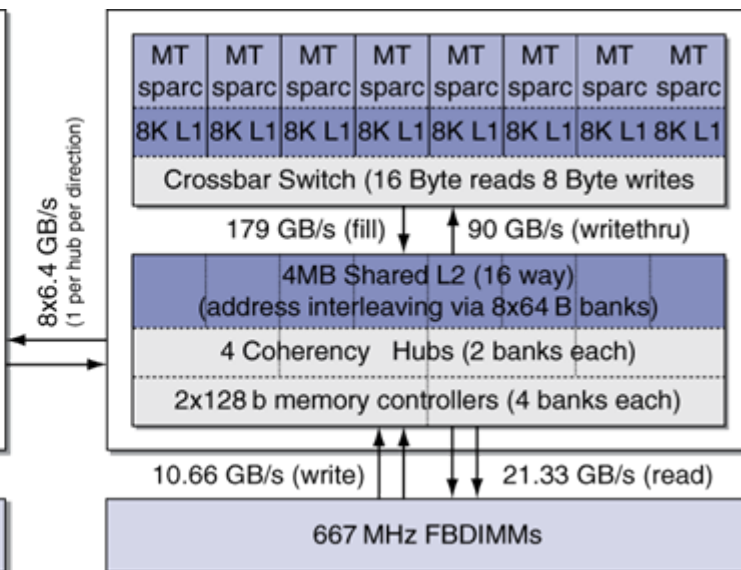 MT MT MT MT MT MT MT MT
sparc sparc sparc sparc sparc sparc sparc sparc
8K L1 8K L1 8K L1 8K L1 8K L1 8K L1 8K L1 8K L1
Crossbar Switch (16 Byte reads 8 Byte writes
179 GB/s (fill) 90 GB/s (writethru)
8x6.4 GB/s
(1 per hub per direction)
4MB Shared L2 (16 way)
(address interleaving via 8x64 B banks)
4 Coherency Hubs (2 banks each)
2x128 b memory controllers (4 banks each)
10.66 GB/s (write) 21.33 GB/s (read)
667 MHz FBDIMMs